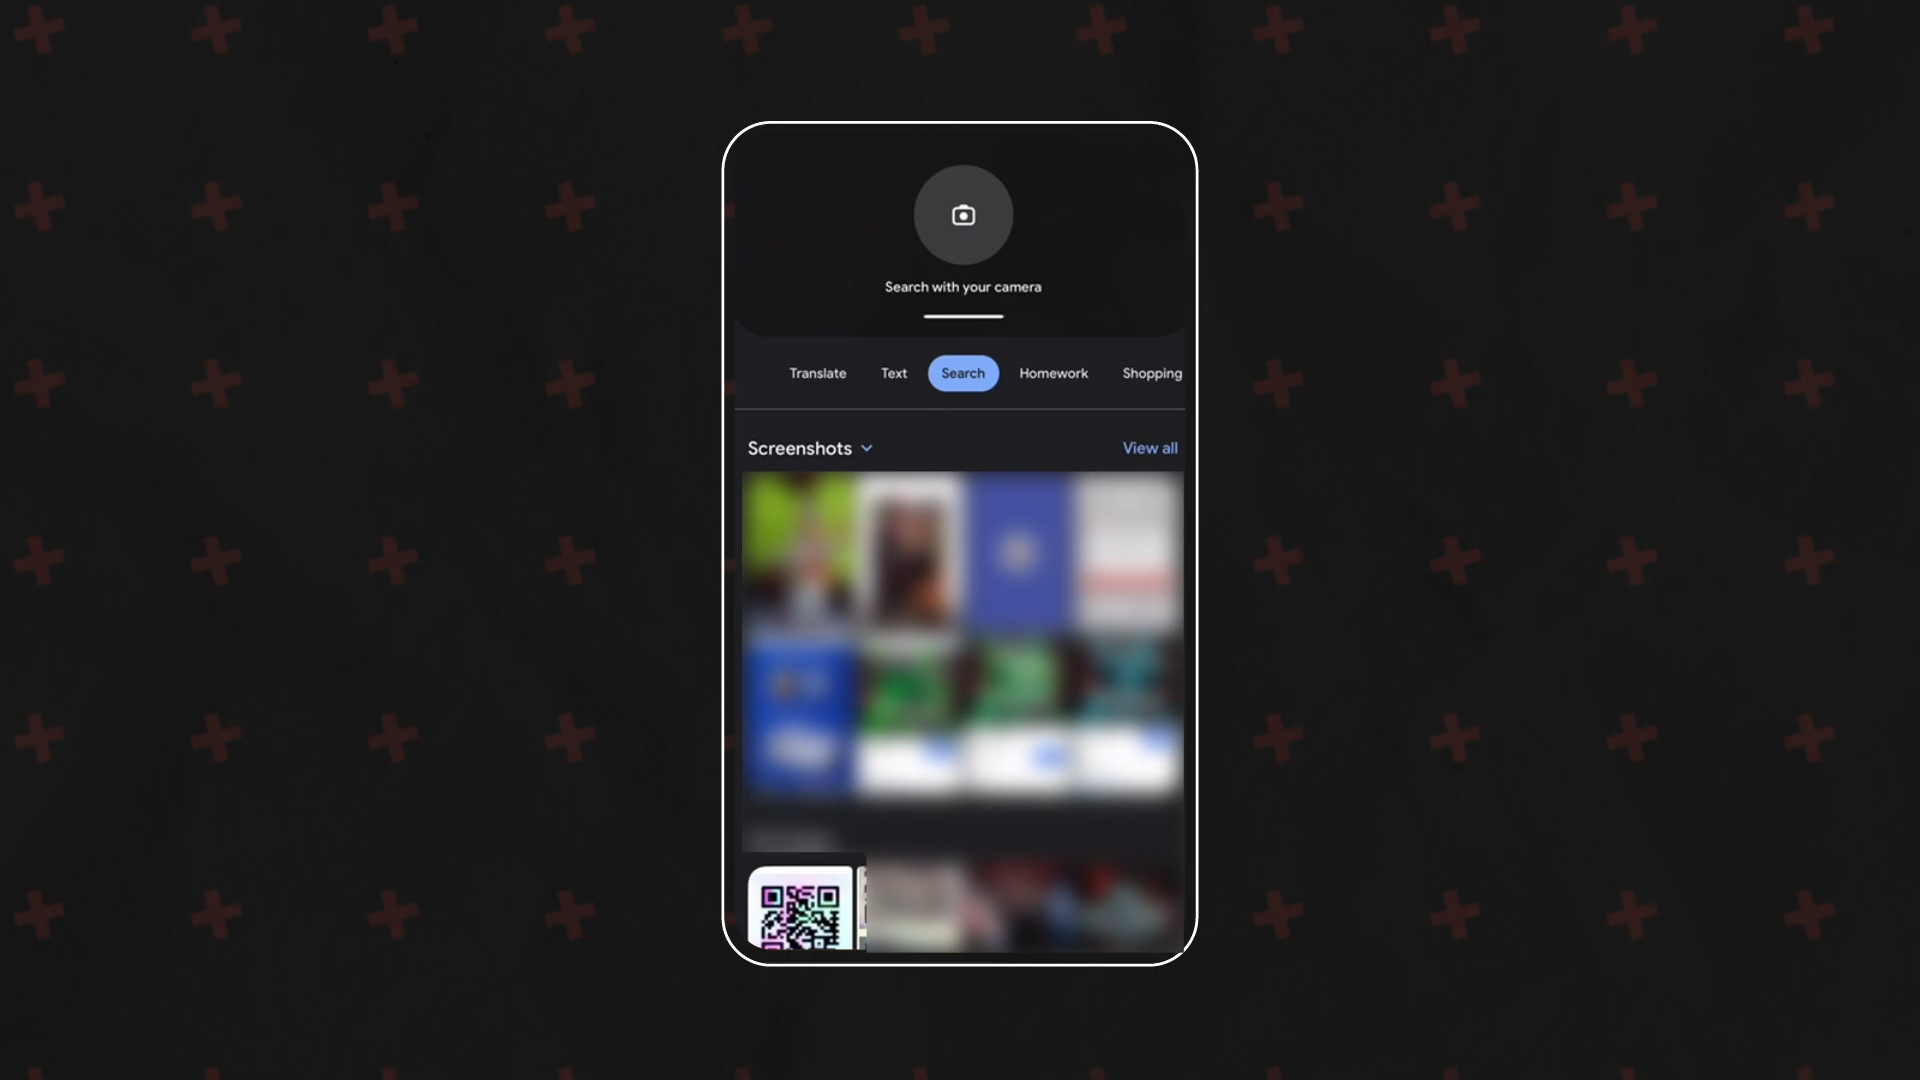 Search with your camera
Translate Text Search Homework Shopping
Screenshots View all